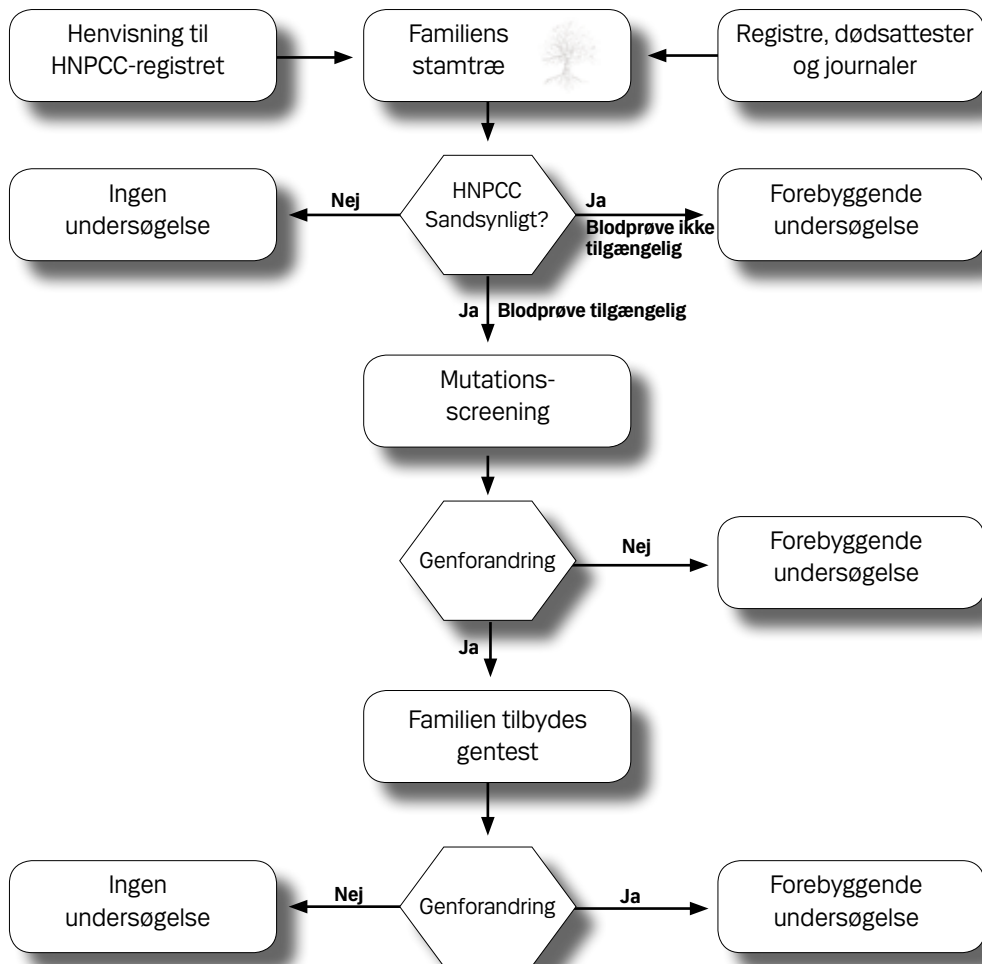 Henvisning til
HNPCC-registret
Familiens
stamtræ
Registre, dødsattester
og journaler
Ingen
undersøgelse
Nej
HNPCC
Sandsynligt?
Ja
Blodprøve ikke
tilgængelig
Forebyggende
undersøgelse
Ja
Blodprøve tilgængelig
Mutations-
screening
Genforandring
Nej
Forebyggende
undersøgelse
Ja
Familien tilbydes
gentest
Ingen
undersøgelse
Nej
Genforandring
Ja
Forebyggende
undersøgelse